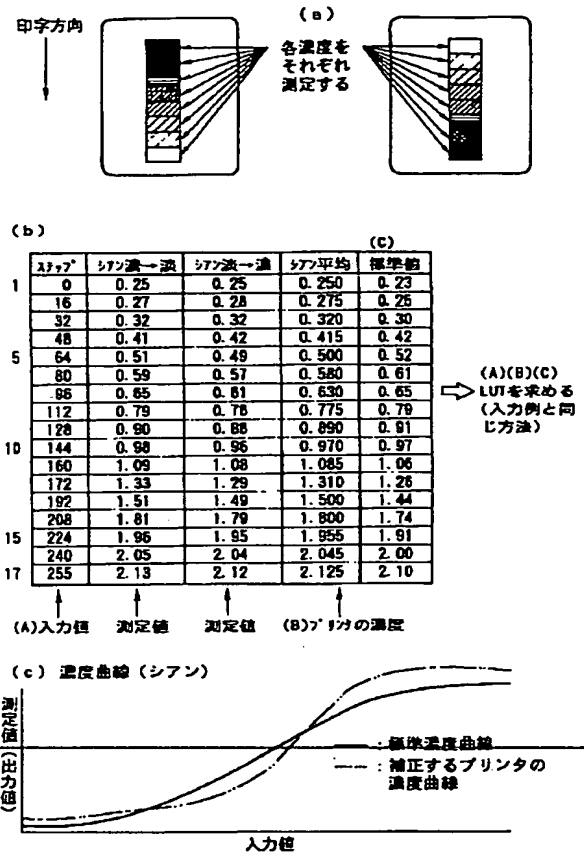 (a)
印字方向
各濃度を
それぞれ
測定する
(b)
(C)
ステップ シアン濃→淡 シアン淡→濃 シアン平均 標準値
1 0 0.25 0.25 0.250 0.23
16 0.27 0.28 0.275 0.26
32 0.32 0.32 0.320 0.30
48 0.41 0.42 0.415 0.42
5 64 0.51 0.49 0.500 0.52
80 0.59 0.57 0.580 0.61
96 0.65 0.61 0.630 0.65
112 0.79 0.76 0.775 0.79
128 0.90 0.88 0.890 0.91
10 144 0.98 0.96 0.970 0.97
160 1.09 1.08 1.085 1.06
172 1.33 1.29 1.310 1.26
192 1.51 1.49 1.500 1.44
208 1.81 1.79 1.800 1.74
15 224 1.96 1.95 1.955 1.91
240 2.05 2.04 2.045 2.00
17 255 2.13 2.12 2.125 2.10
(A)(B)(C)
LUTを求める
(入力例と同
じ方法)
(A)入力値 測定値 測定値 (B)プリンタの濃度
(c) 濃度曲線(シアン)
測定値(出力値)
:標準濃度曲線
:補正するプリンタの
濃度曲線
入力値